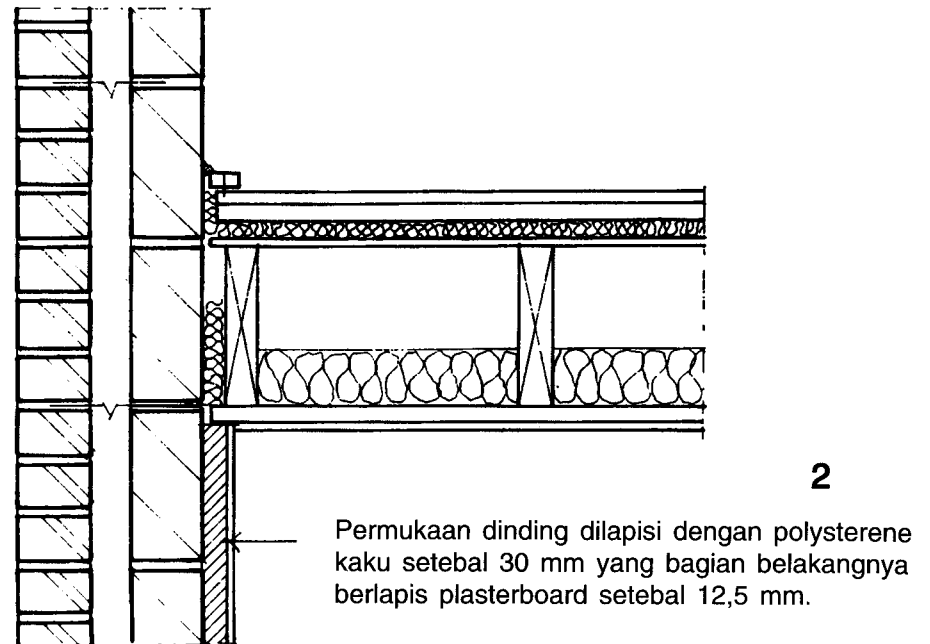 2
Permukaan dinding dilapisi dengan polysterene
kaku setebal 30 mm yang bagian belakangnya
berlapis plasterboard setebal 12,5 mm.